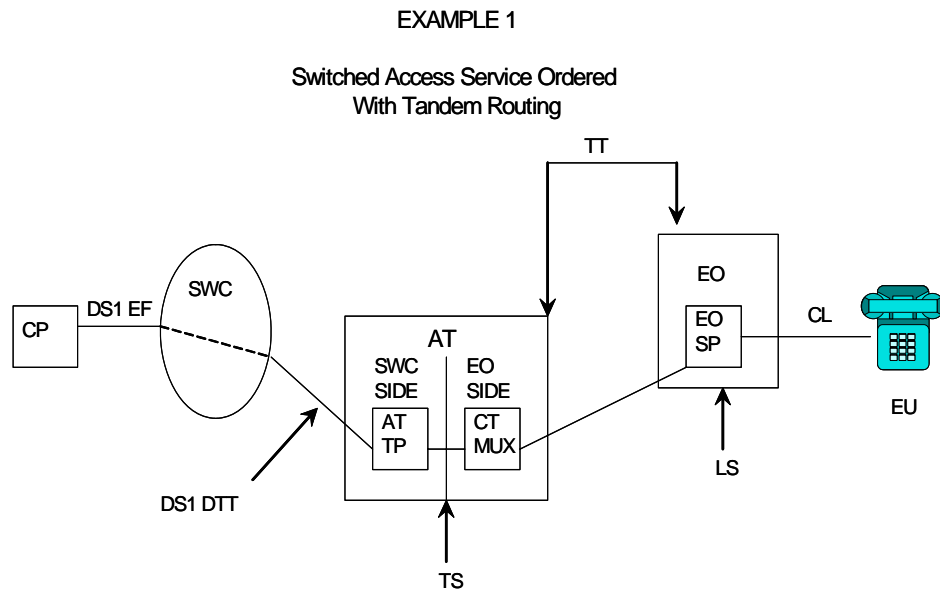 EXAMPLE 1
Switched Access Service Ordered
With Tandem Routing
TT
SWC
EO
DS1 EF
CP
EO
SP
CL
AT
SWC
SIDE
EO
SIDE
AT
TP
CT
MUX
EU
LS
DS1 DTT
TS